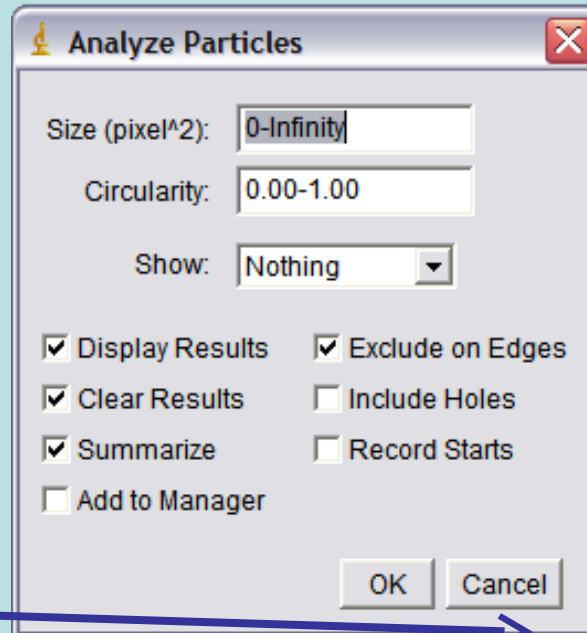 Analyze Particles
Size (pixel^2): 0-Infinity
Circularity: 0.00-1.00
Show: Nothing
Display Results Exclude on Edges
Clear Results Include Holes
Summarize Record Starts
Add to Manager
OK Cancel